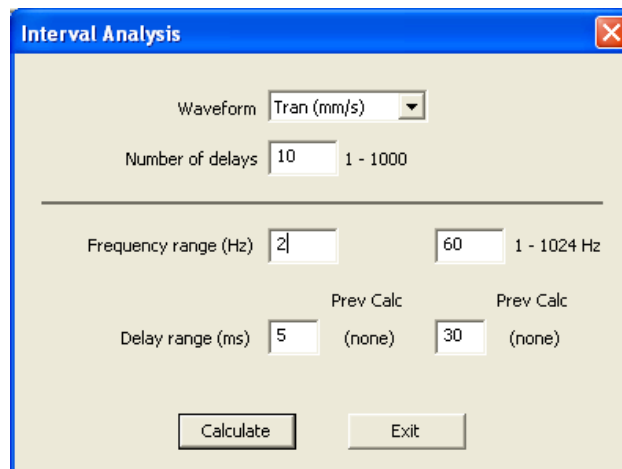 Interval Analysis
Waveform Tran (mm/s)
Number of delays 10 1 - 1000
Frequency range (Hz) 2 60 1 - 1024 Hz
Prev Calc Prev Calc
Delay range (ms) 5 (none) 30 (none)
Calculate Exit